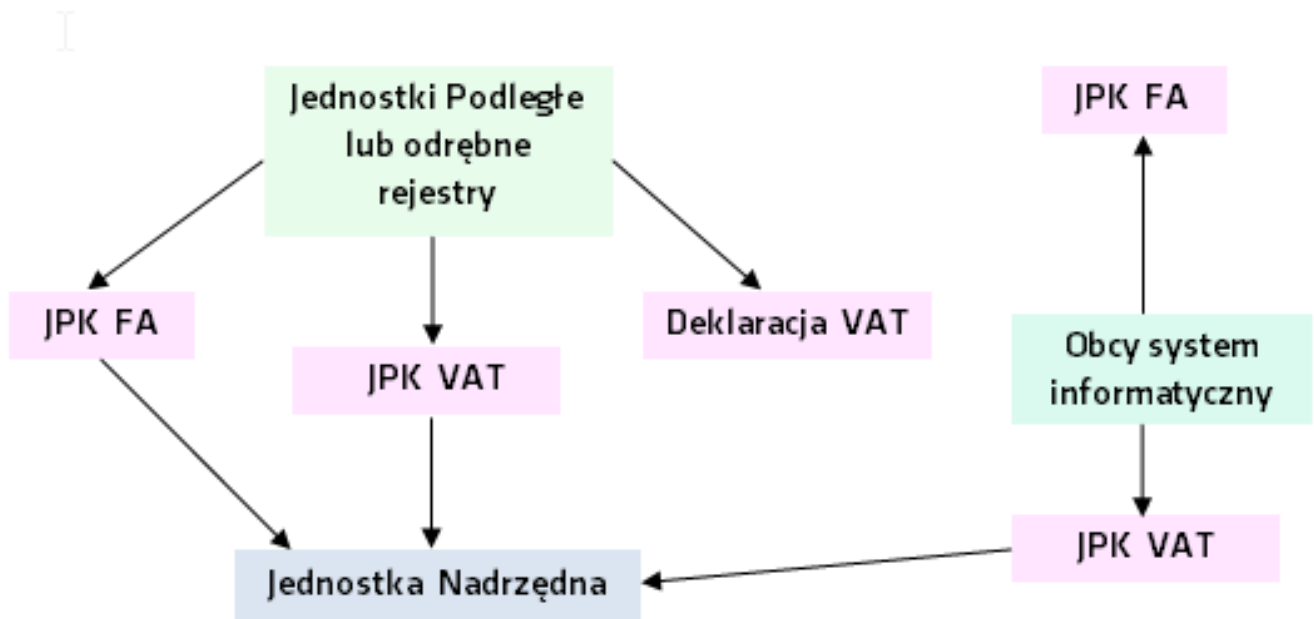 Jednostki Podległe
lub odrębne
rejestry
JPK FA
JPK FA
JPK VAT
Deklaracja VAT
Obcy system
informatyczny
JPK VAT
Jednostka Nadrzędna